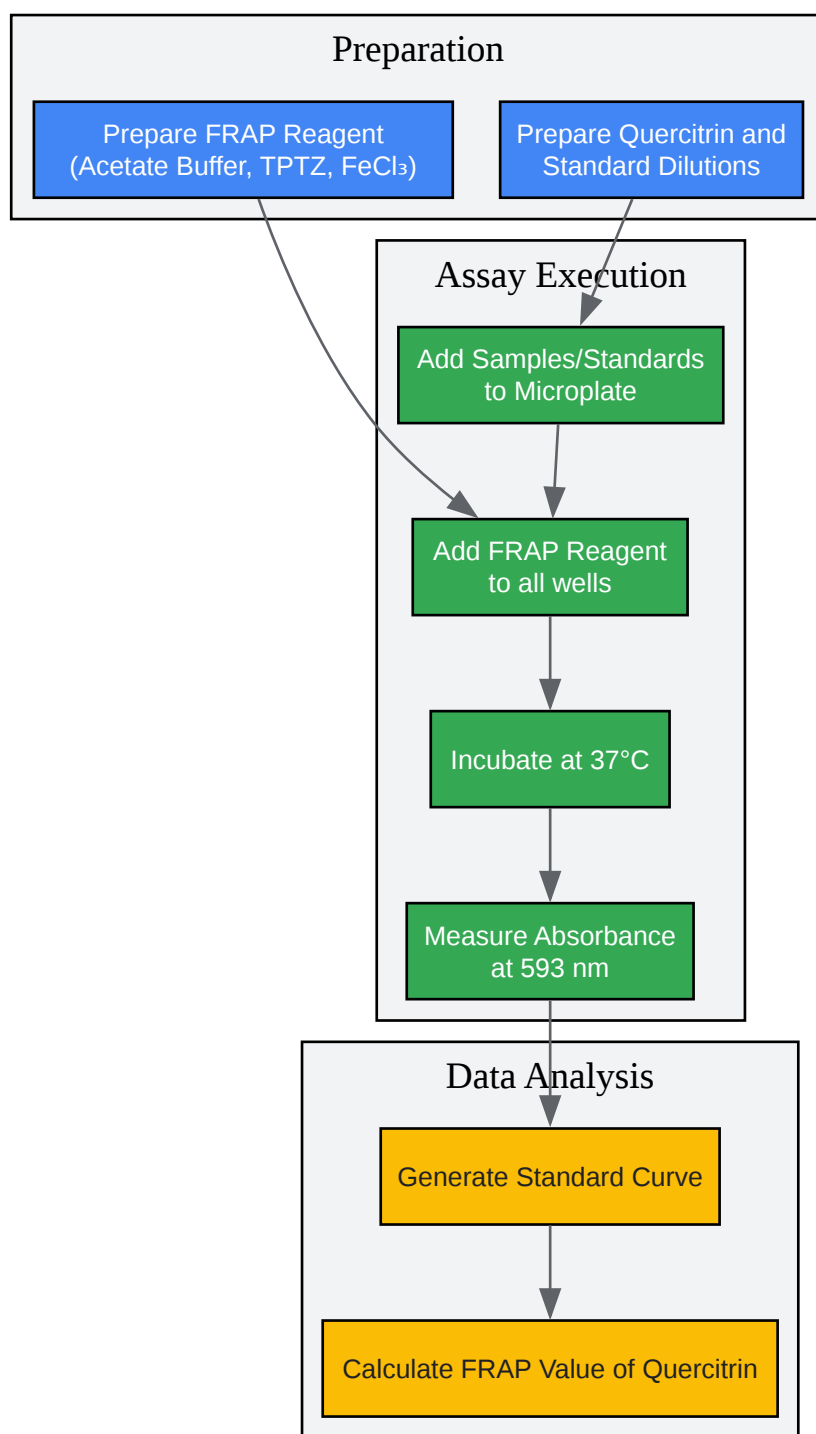 Preparation
Prepare FRAP Reagent
(Acetate Buffer, TPTZ, FeCl₃)
Prepare Quercitrin and
Standard Dilutions
Assay Execution
Add Samples/Standards
to Microplate
Add FRAP Reagent
to all wells
Incubate at 37°C
Measure Absorbance
at 593 nm
Data Analysis
Generate Standard Curve
Calculate FRAP Value of Quercitrin